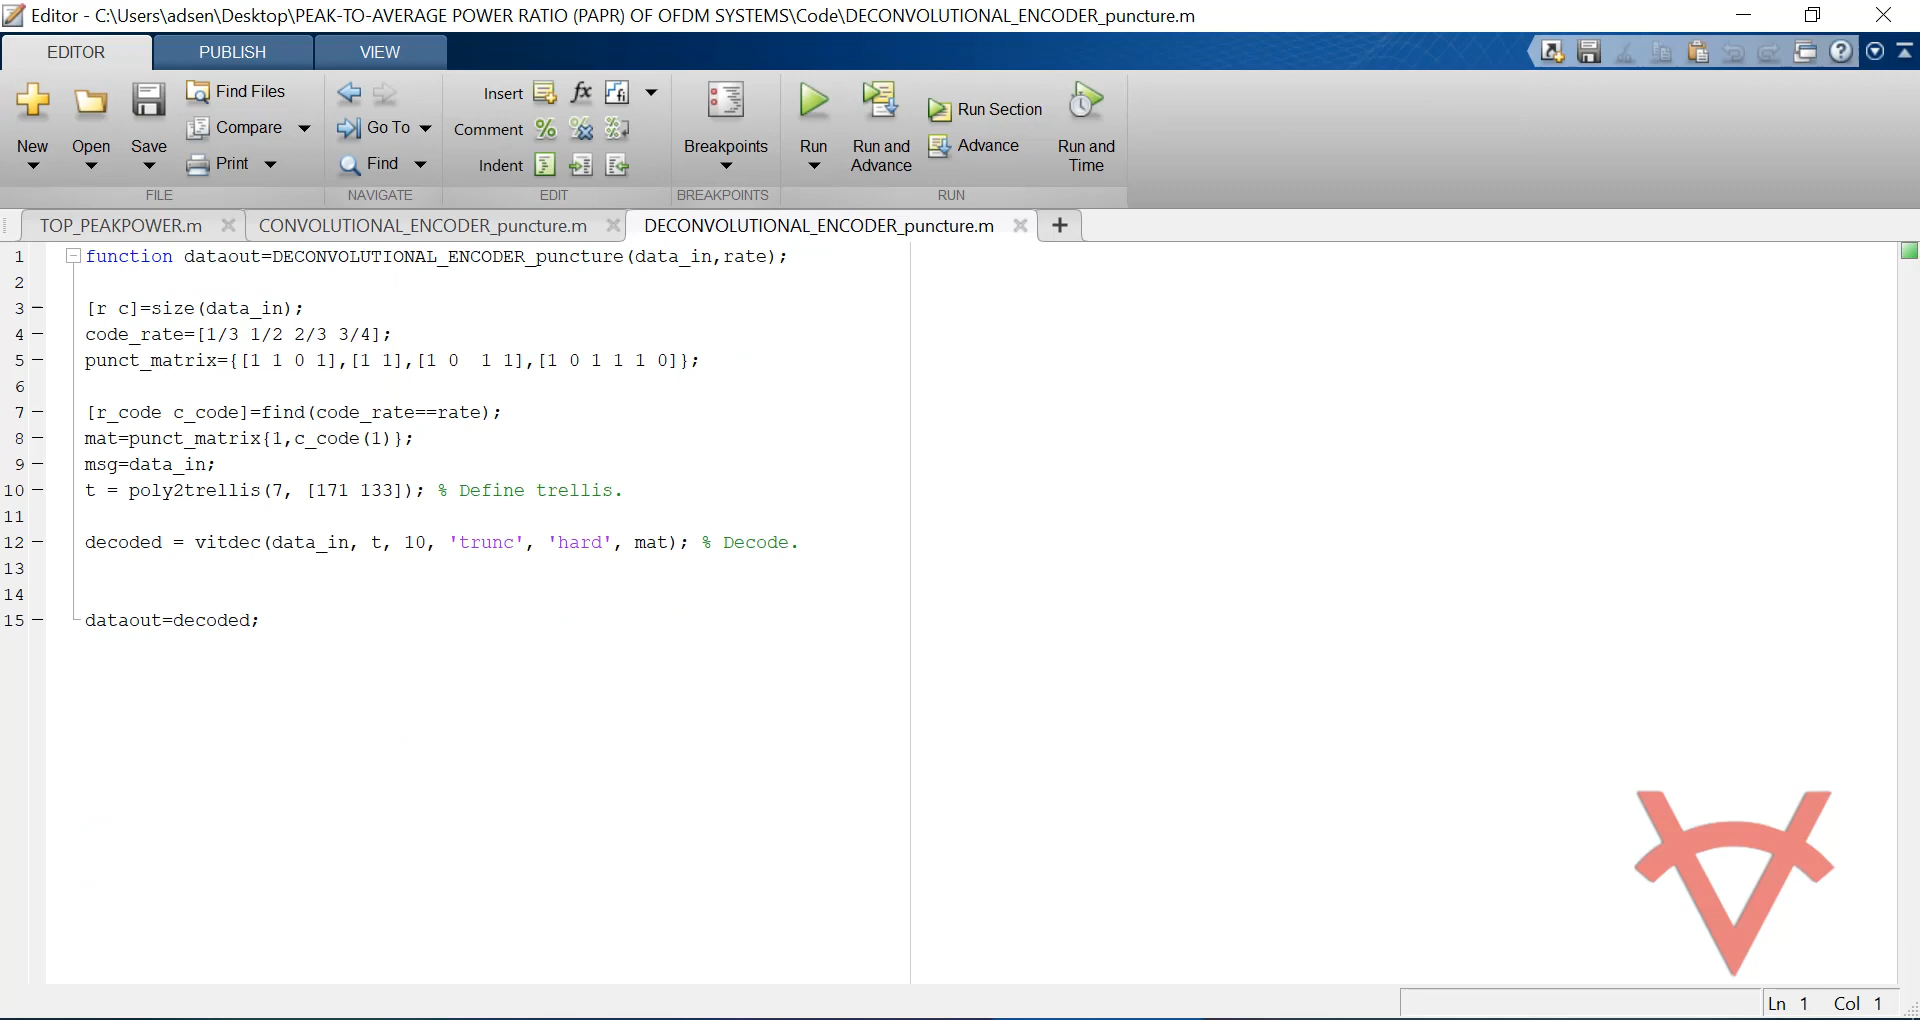 Editor - C:\Users\adsen\Desktop\PEAK-TO-AVERAGE POWER RATIO (PAPR) OF OFDM SYSTEMS\Code\DECONVOLUTIONAL_ENCODER_puncture.m
EDITOR PUBLISH VIEW
New
Open
Save
Find Files
Compare
Print
FILE
Go To
Find
NAVIGATE
Insert fx
Comment
Indent
EDIT
Breakpoints
BREAKPOINTS
Run
Run and
Advance
Run Section
Advance
Run and
Time
RUN
TOP_PEAKPOWER.m CONVOLUTIONAL_ENCODER_puncture.m DECONVOLUTIONAL_ENCODER_puncture.m +
1 function dataout=DECONVOLUTIONAL_ENCODER_puncture(data_in,rate);
2
3 [r c]=size(data_in);
4 code_rate=[1/3 1/2 2/3 3/4];
5 punct_matrix={[1 1 0 1],[1 1],[1 0  1 1],[1 0 1 1 1 0]};
6
7 [r_code c_code]=find(code_rate==rate);
8 mat=punct_matrix{1,c_code(1)};
9 msg=data_in;
10 t = poly2trellis(7, [171 133]); % Define trellis.
11
12 decoded = vitdec(data_in, t, 10, 'trunc', 'hard', mat); % Decode.
13
14
15 dataout=decoded;
Ln 1 Col 1